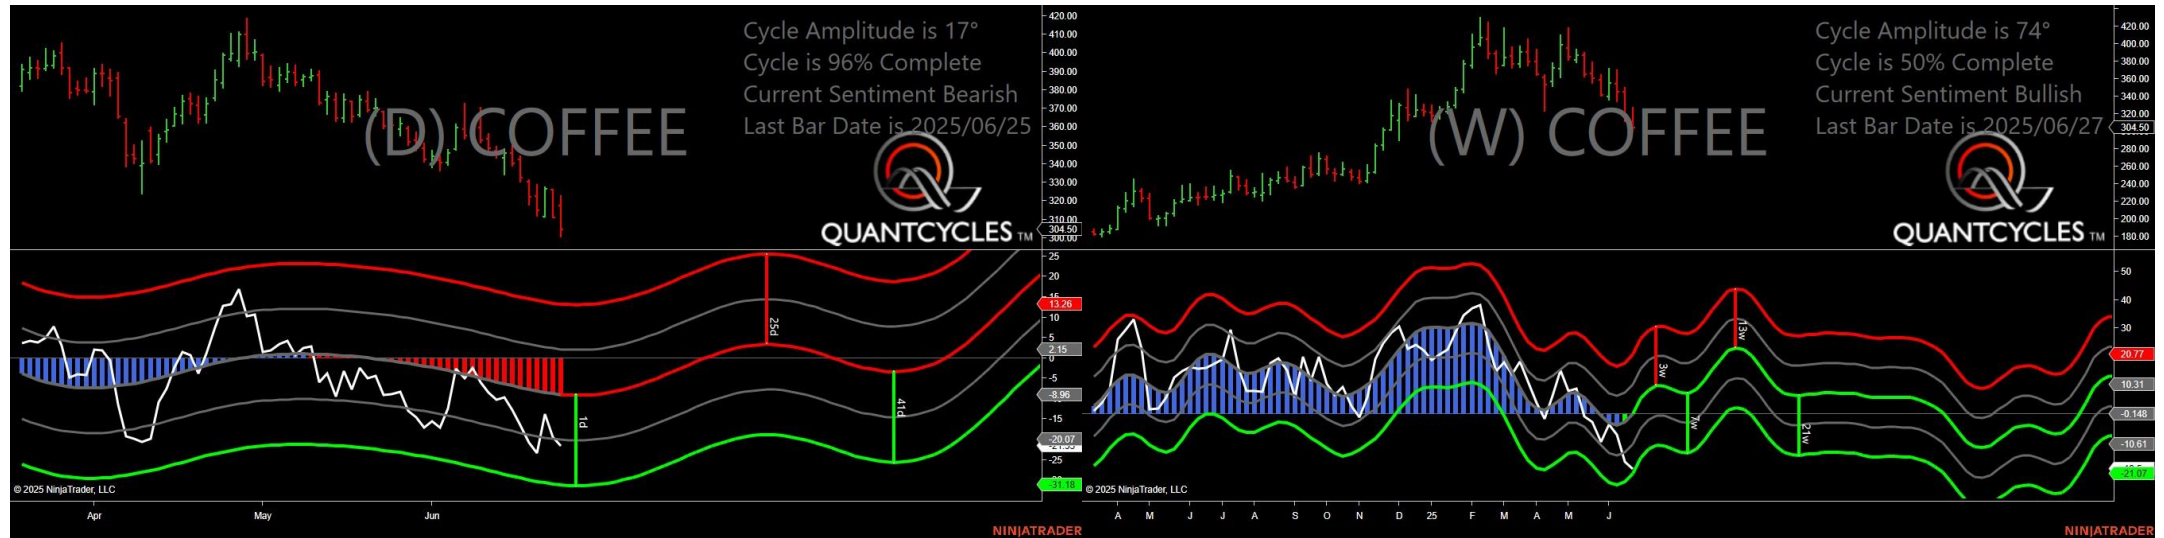 Cycle Amplitude is 17°
Cycle is 96% Complete
Current Sentiment Bearish
Last Bar Date is 2025/06/25
(D) COFFEE
QUANTCYCLES TM
420.00
410.00
400.00
390.00
380.00
370.00
360.00
350.00
340.00
330.00
320.00
310.00
304.50
300.00
25
20
15
13.26
10
5
2.15
0
-5
-8.96
-15
-20.07
-25
-31.18
25d
1d
41d
© 2025 NinjaTrader, LLC
Apr
May
Jun
NINJATRADER
Cycle Amplitude is 74°
Cycle is 50% Complete
Current Sentiment Bullish
Last Bar Date is 2025/06/27
(W) COFFEE
QUANTCYCLES TM
420.00
400.00
380.00
360.00
340.00
320.00
304.50
280.00
260.00
240.00
220.00
200.00
180.00
50
40
30
20.77
10.31
-0.148
-10.61
-21.07
3w
13w
7w
21w
© 2025 NinjaTrader, LLC
A M J J A S O N D 25 F M A M J
NINJATRADER